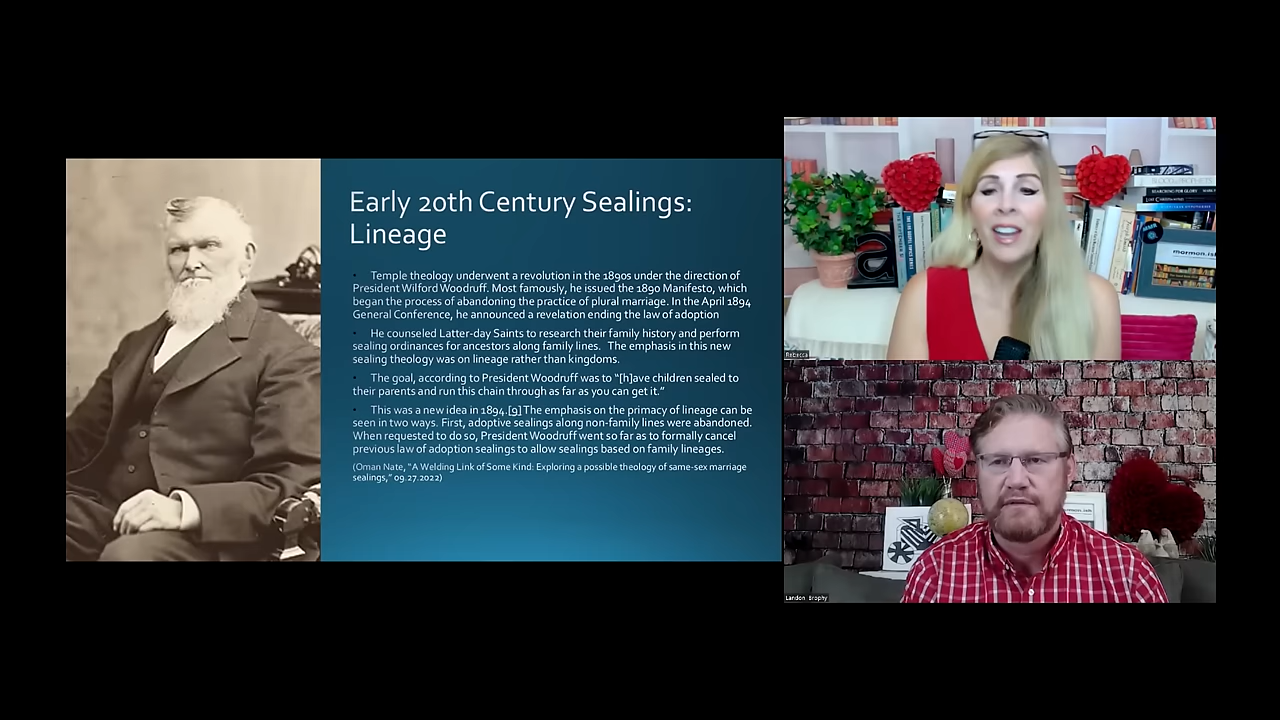 Early 20th Century Sealings:
Lineage
• Temple theology underwent a revolution in the 1890s under the direction of
President Wilford Woodruff. Most famously, he issued the 1890 Manifesto, which
began the process of abandoning the practice of plural marriage. In the April 1894
General Conference, he announced a revelation ending the law of adoption
• He counseled Latter-day Saints to research their family history and perform
sealing ordinances for ancestors along family lines. The emphasis in this new
sealing theology was on lineage rather than kingdoms.
• The goal, according to President Woodruff was to “[h]ave children sealed to
their parents and run this chain through as far as you can get it.”
• This was a new idea in 1894.[9] The emphasis on the primacy of lineage can be
seen in two ways. First, adoptive sealings along non-family lines were abandoned.
When requested to do so, President Woodruff went so far as to formally cancel
previous law of adoption sealings to allow sealings based on family lineages.
(Oman Nate, “A Welding Link of Some Kind: Exploring a possible theology of same-sex marriage
sealings,” 09.27.2022)
SEARCHING FOR GLORY
a
mormon.ish
Rebecca
Landon Brophy